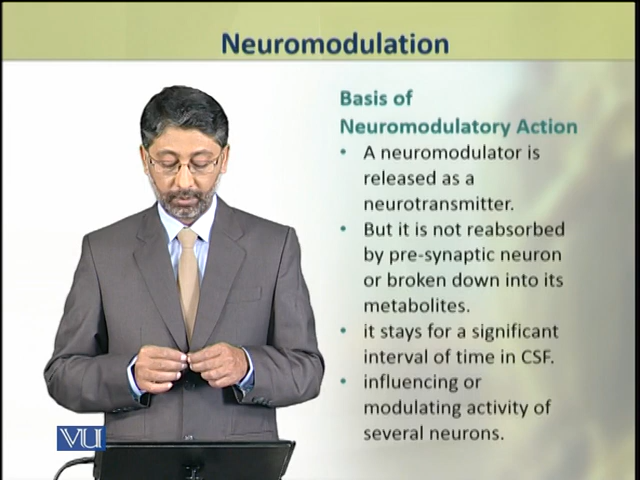 Neuromodulation
Basis of
Neuromodulatory Action
• A neuromodulator is
released as a
neurotransmitter.
• But it is not reabsorbed
by pre-synaptic neuron
or broken down into its
metabolites.
• it stays for a significant
interval of time in CSF.
• influencing or
modulating activity of
several neurons.
VU